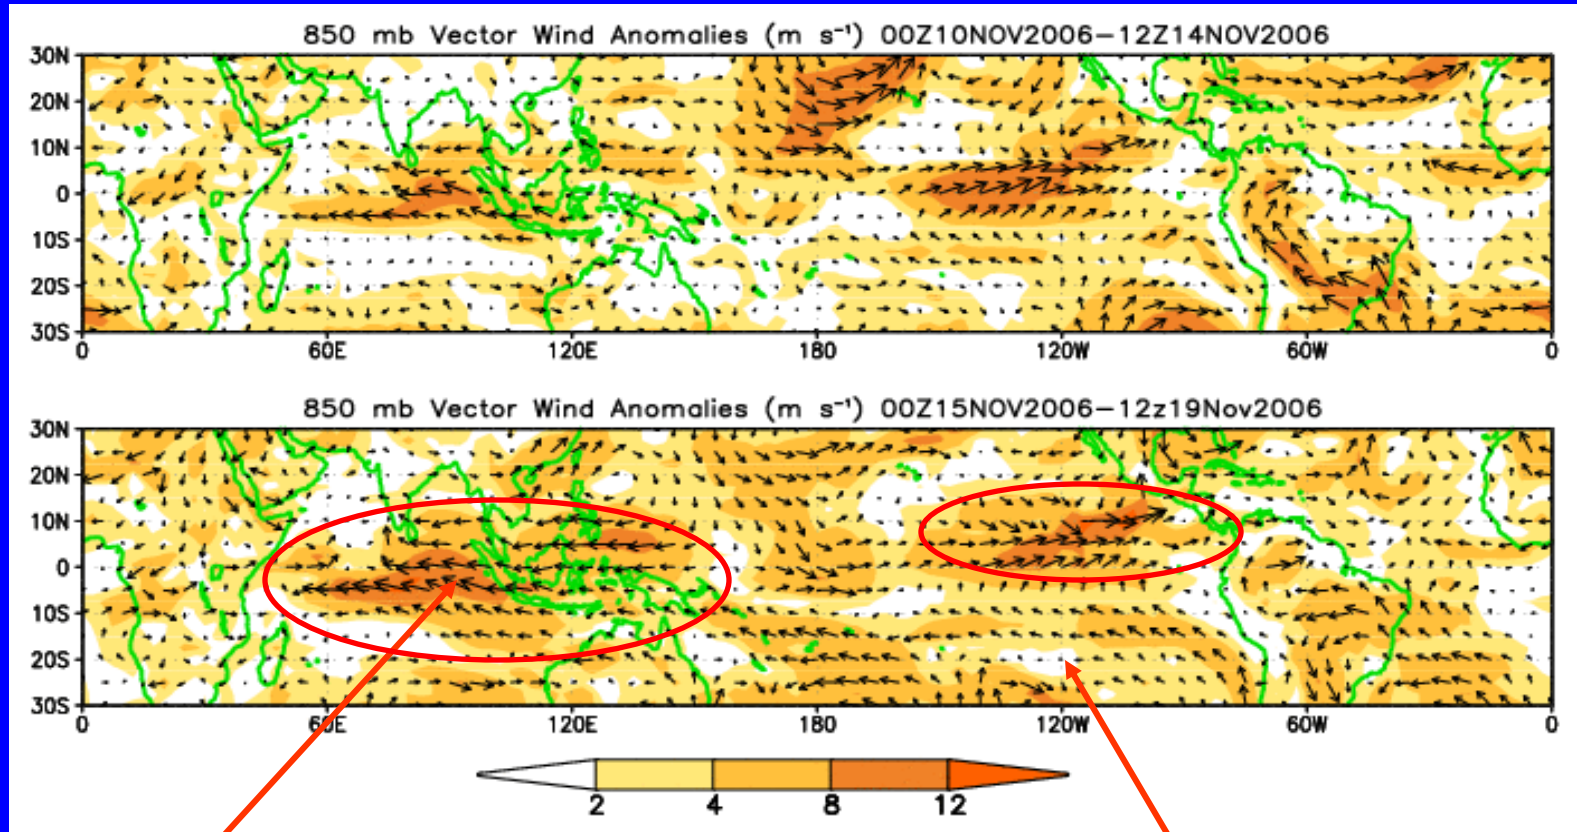 850 mb Vector Wind Anomalies (m s⁻¹) 00Z10NOV2006–12Z14NOV2006
30N
20N
10N
0
10S
20S
30S
0 60E 120E 180 120W 60W 0
850 mb Vector Wind Anomalies (m s⁻¹) 00Z15NOV2006–12z19Nov2006
30N
20N
10N
0
10S
20S
30S
0 60E 120E 180 120W 60W 0
2 4 8 12